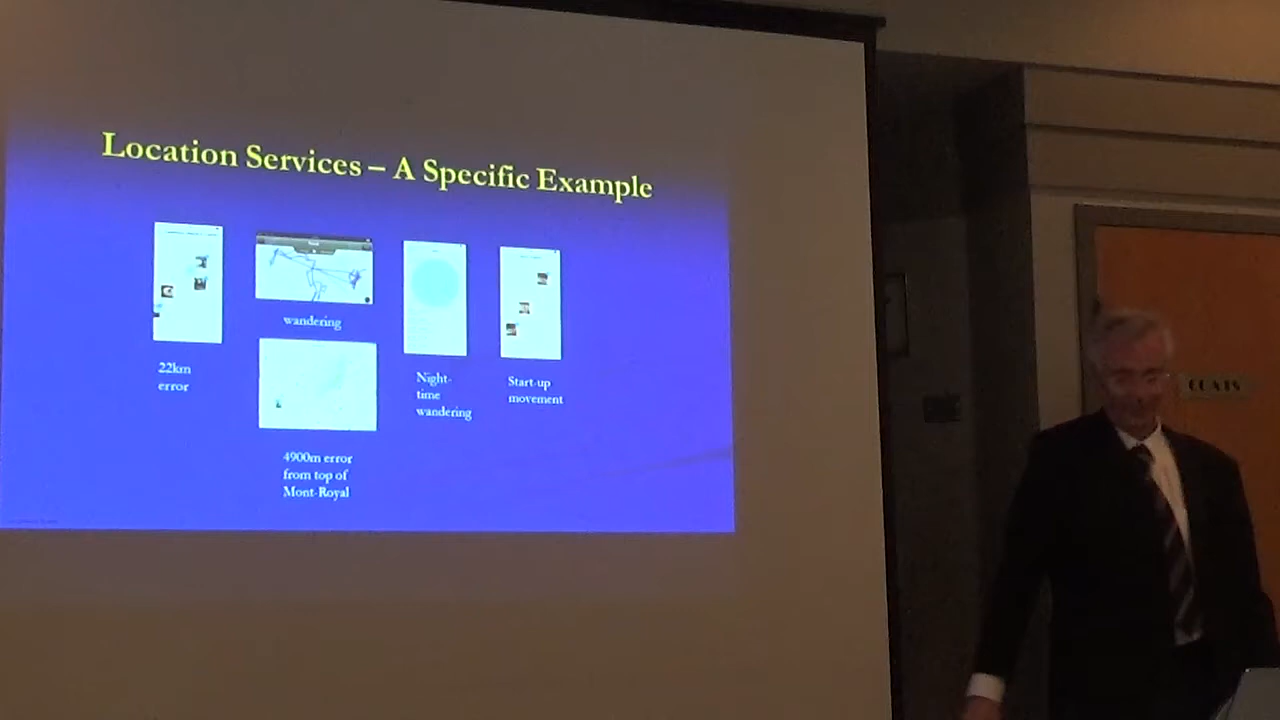 Location Services – A Specific Example
22km
error
wandering
4900m error
from top of
Mont-Royal
Night-
time
wandering
Start-up
movement
COATS